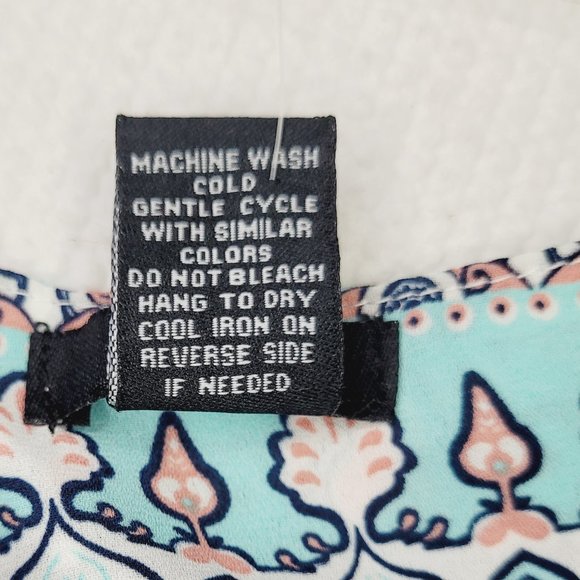 MACHINE WASH
COLD
GENTLE CYCLE
WITH SIMILAR
COLORS
DO NOT BLEACH
HANG TO DRY
COOL IRON ON
REVERSE SIDE
IF NEEDED